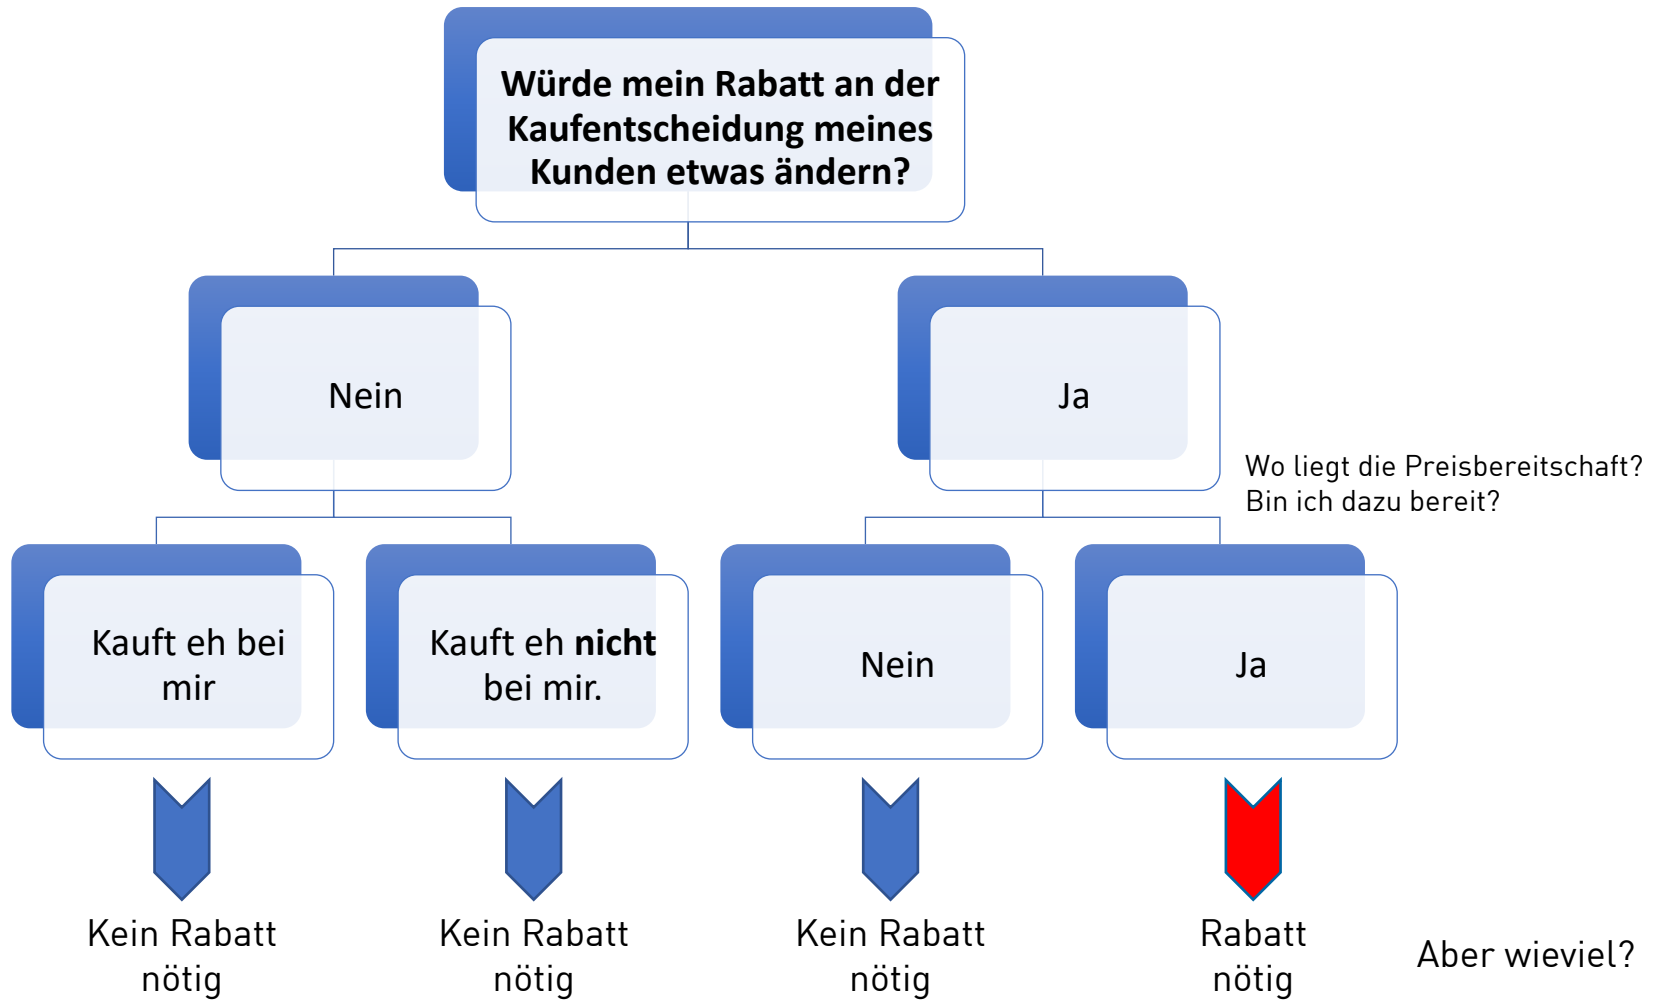 Würde mein Rabatt an der
Kaufentscheidung meines
Kunden etwas ändern?
Nein
Ja
Wo liegt die Preisbereitschaft?
Bin ich dazu bereit?
Kauft eh bei
mir
Kauft eh nicht
bei mir.
Nein
Ja
Kein Rabatt
nötig
Kein Rabatt
nötig
Kein Rabatt
nötig
Rabatt
nötig
Aber wieviel?